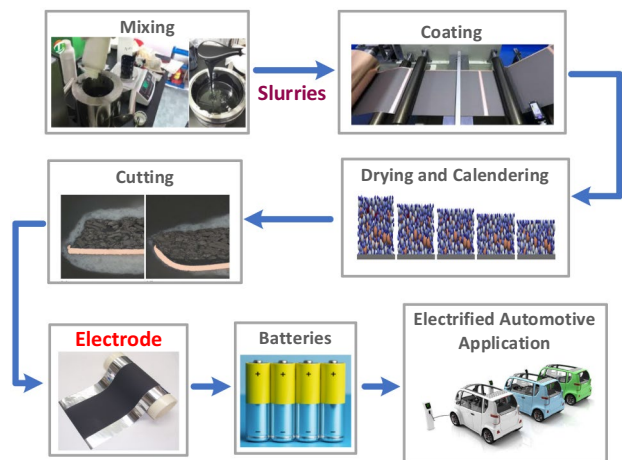 Mixing
Slurries
Coating
Drying and Calendering
Cutting
Electrode
Batteries
+ + + +
- - - -
Electrified Automotive
Application